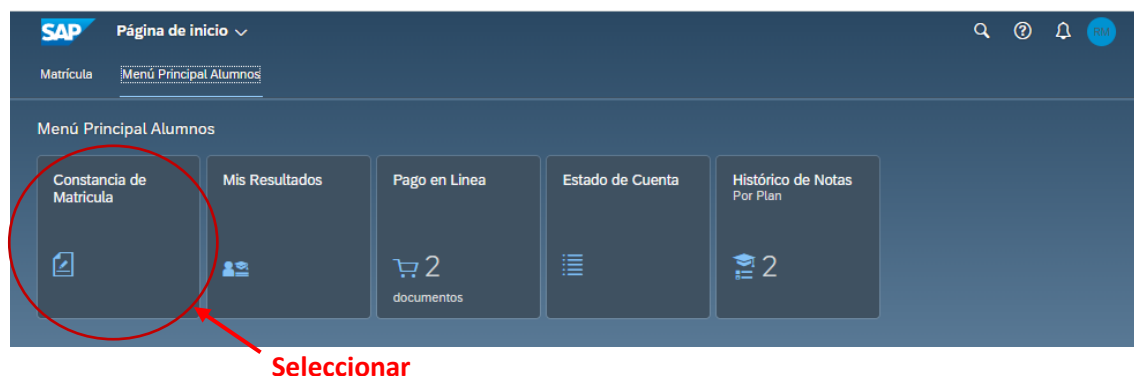 SAP Página de inicio RM
Matrícula Menú Principal Alumnos
Menú Principal Alumnos
Constancia de Matricula
Mis Resultados
Pago en Linea
2
documentos
Estado de Cuenta
Histórico de Notas
Por Plan
2
Seleccionar